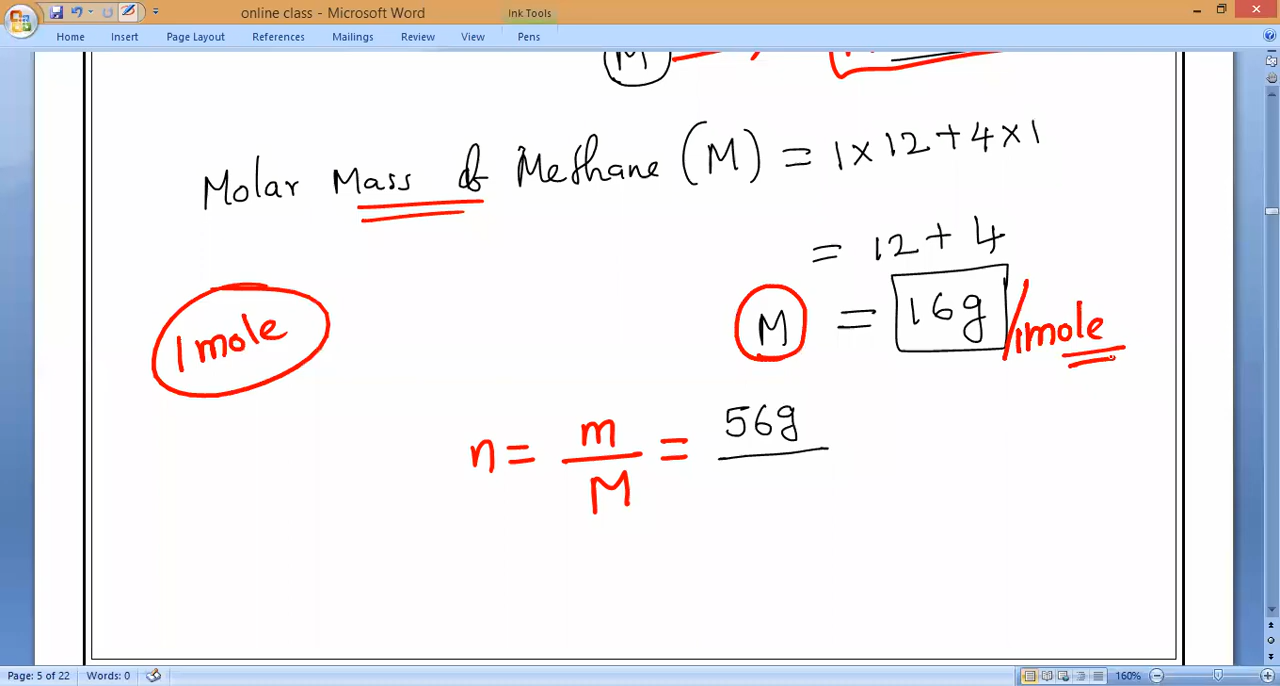 online class - Microsoft Word
Ink Tools
Home Insert Page Layout References Mailings Review View Pens
M
Molar Mass of Methane (M) = 1 × 12 + 4 × 1
= 12 + 4
1 mole
M = 16g/1mole
n = m/M = 56g
Page: 5 of 22 Words: 0 160%